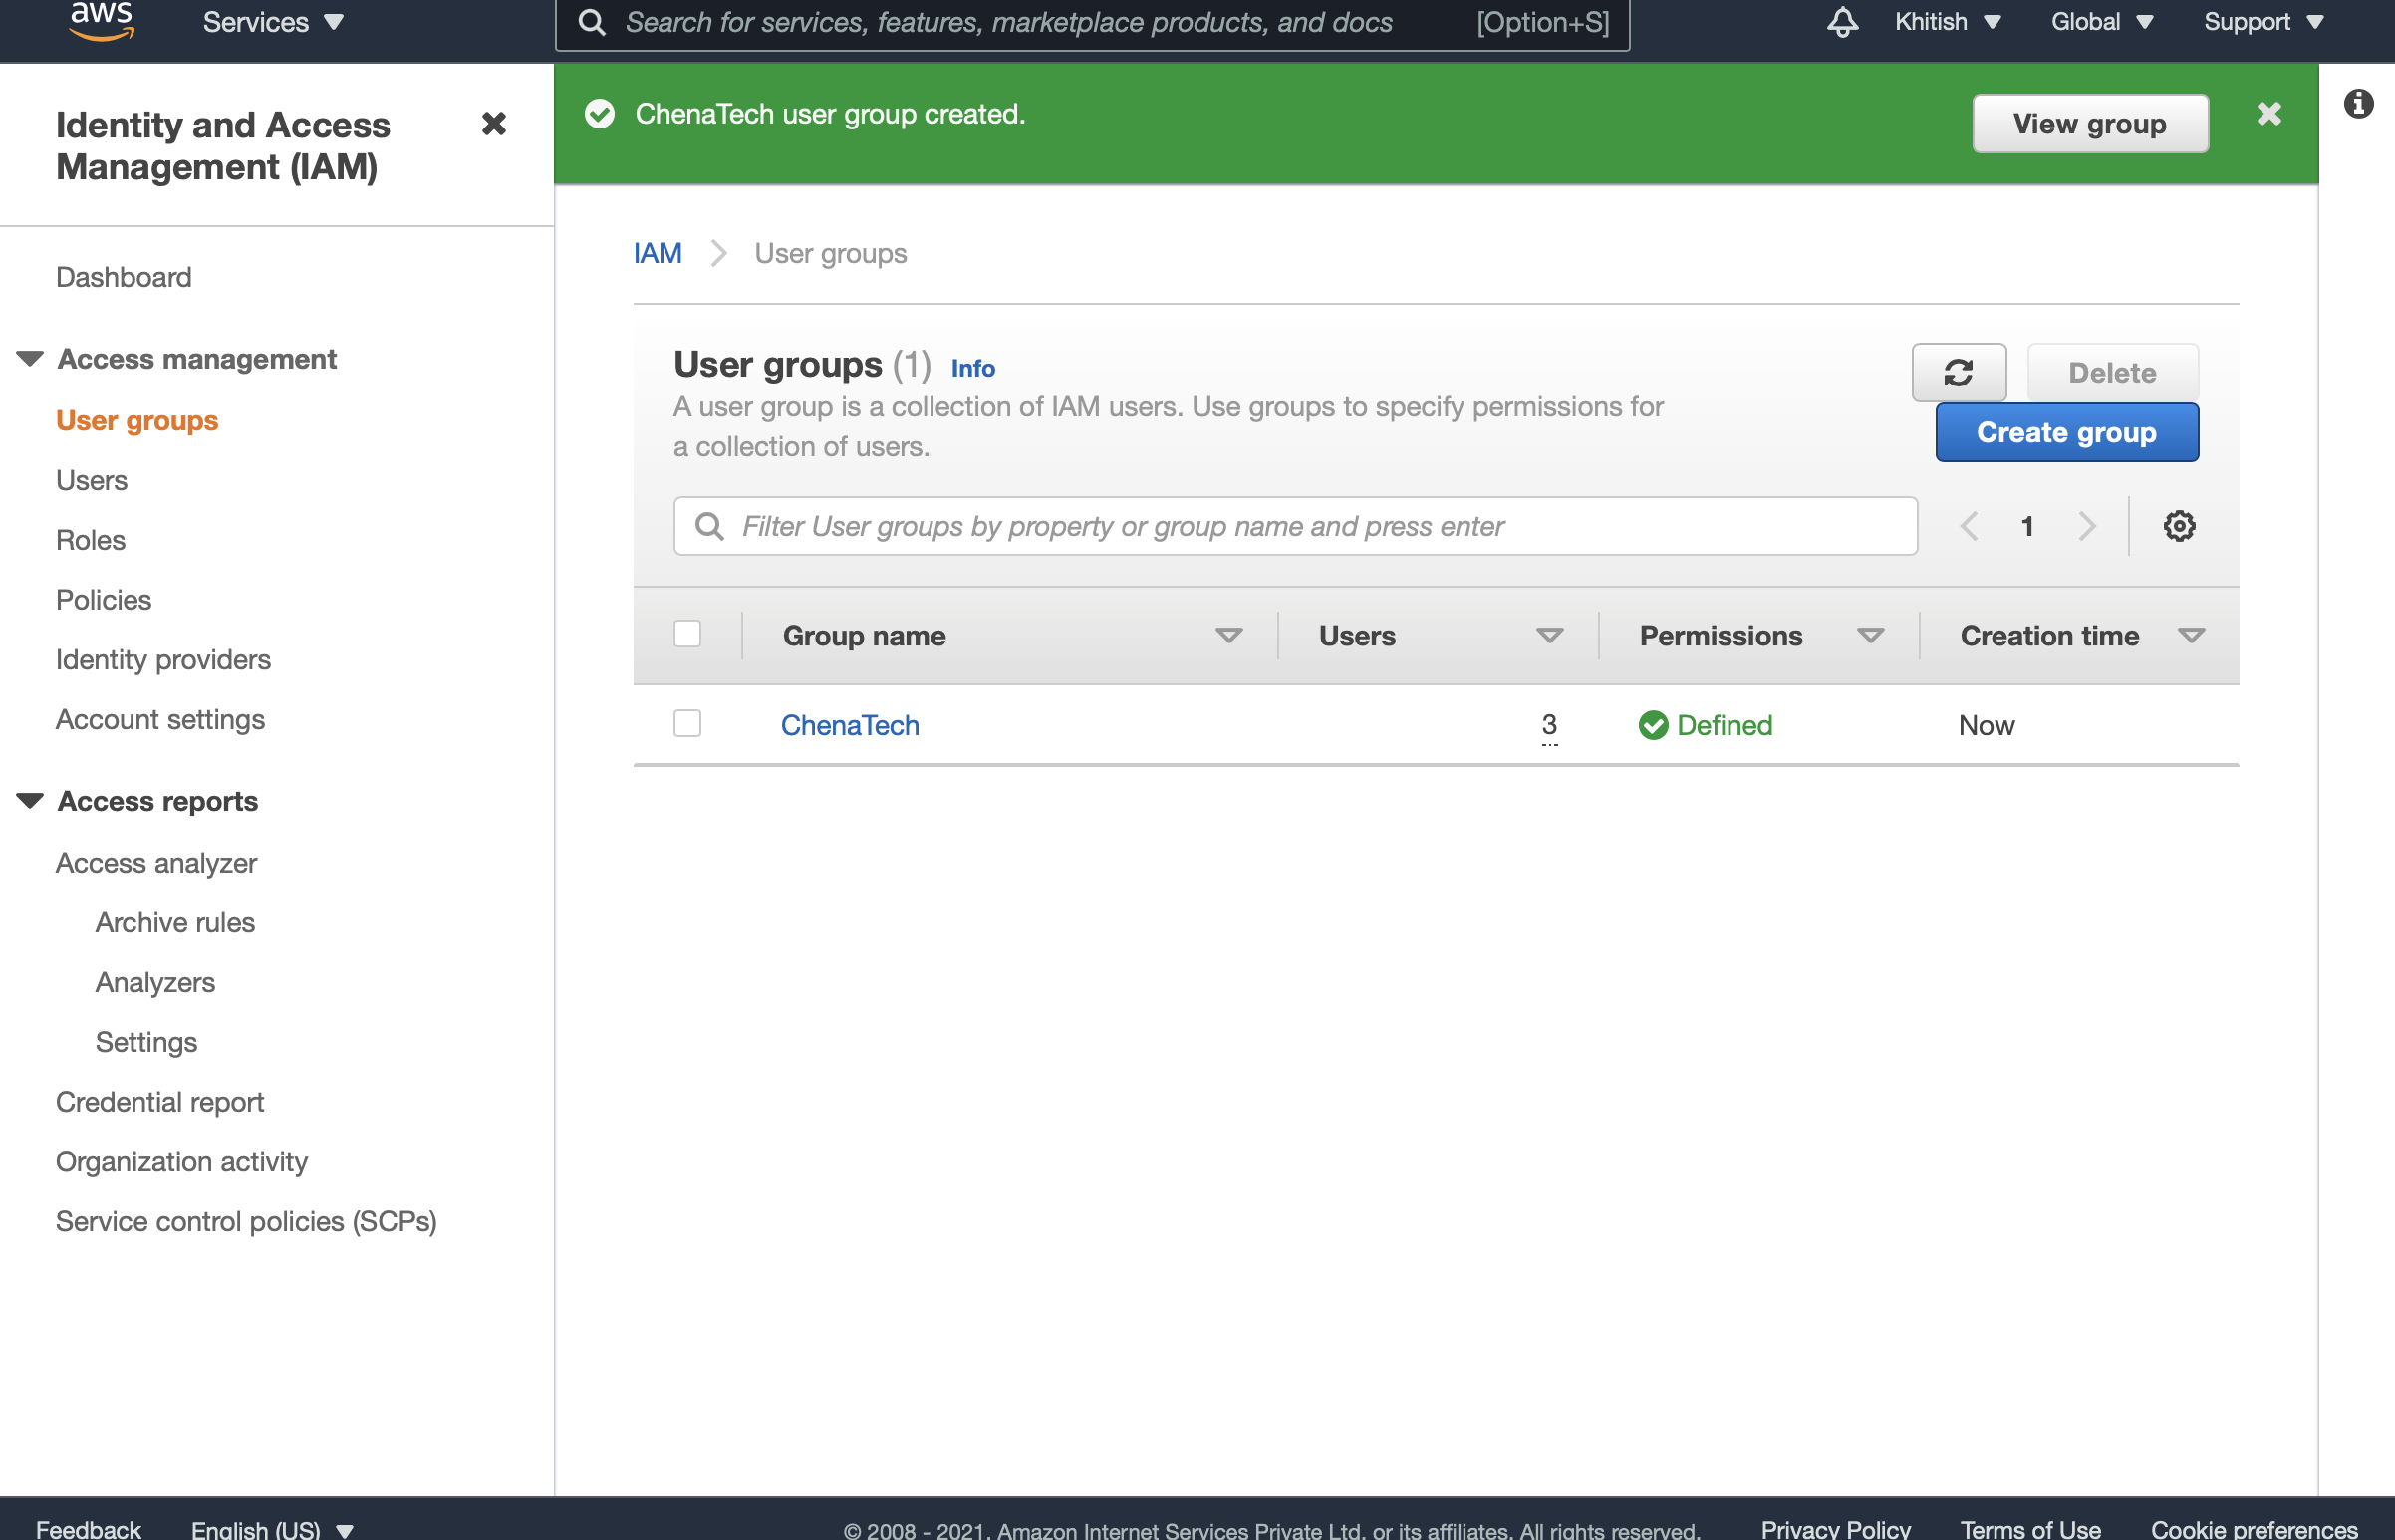 aws
Services
Search for services, features, marketplace products, and docs
[Option+S]
Khitish
Global
Support
Identity and Access
Management (IAM)
Dashboard
Access management
User groups
Users
Roles
Policies
Identity providers
Account settings
Access reports
Access analyzer
Archive rules
Analyzers
Settings
Credential report
Organization activity
Service control policies (SCPs)
ChenaTech user group created.
View group
IAM
User groups
User groups (1) Info
A user group is a collection of IAM users. Use groups to specify permissions for
a collection of users.
Delete
Create group
Filter User groups by property or group name and press enter
1
Group name
Users
Permissions
Creation time
ChenaTech
3
Defined
Now
Feedback
English (US)
© 2008 - 2021, Amazon Internet Services Private Ltd. or its affiliates. All rights reserved.
Privacy Policy
Terms of Use
Cookie preferences